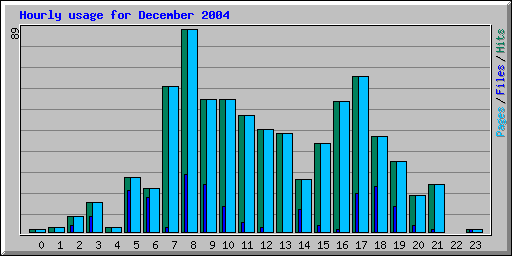 Hourly usage for December 2004
89
Pages/Files/Hits
0 1 2 3 4 5 6 7 8 9 10 11 12 13 14 15 16 17 18 19 20 21 22 23